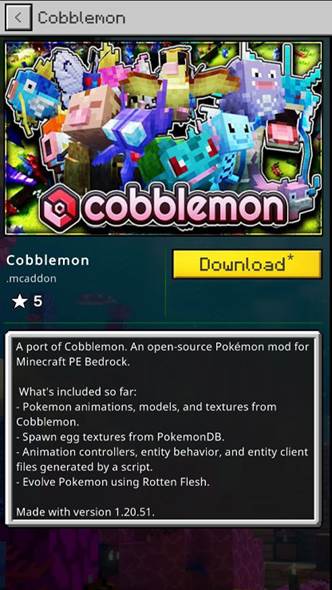 Cobblemon
cobblemon
Cobblemon
.mcaddon
Download*
★ 5
A port of Cobblemon. An open-source Pokémon mod for
Minecraft PE Bedrock.
What's included so far:
- Pokemon animations, models, and textures from
Cobblemon.
- Spawn egg textures from PokemonDB.
- Animation controllers, entity behavior, and entity client
files generated by a script.
- Evolve Pokemon using Rotten Flesh.
Made with version 1.20.51.